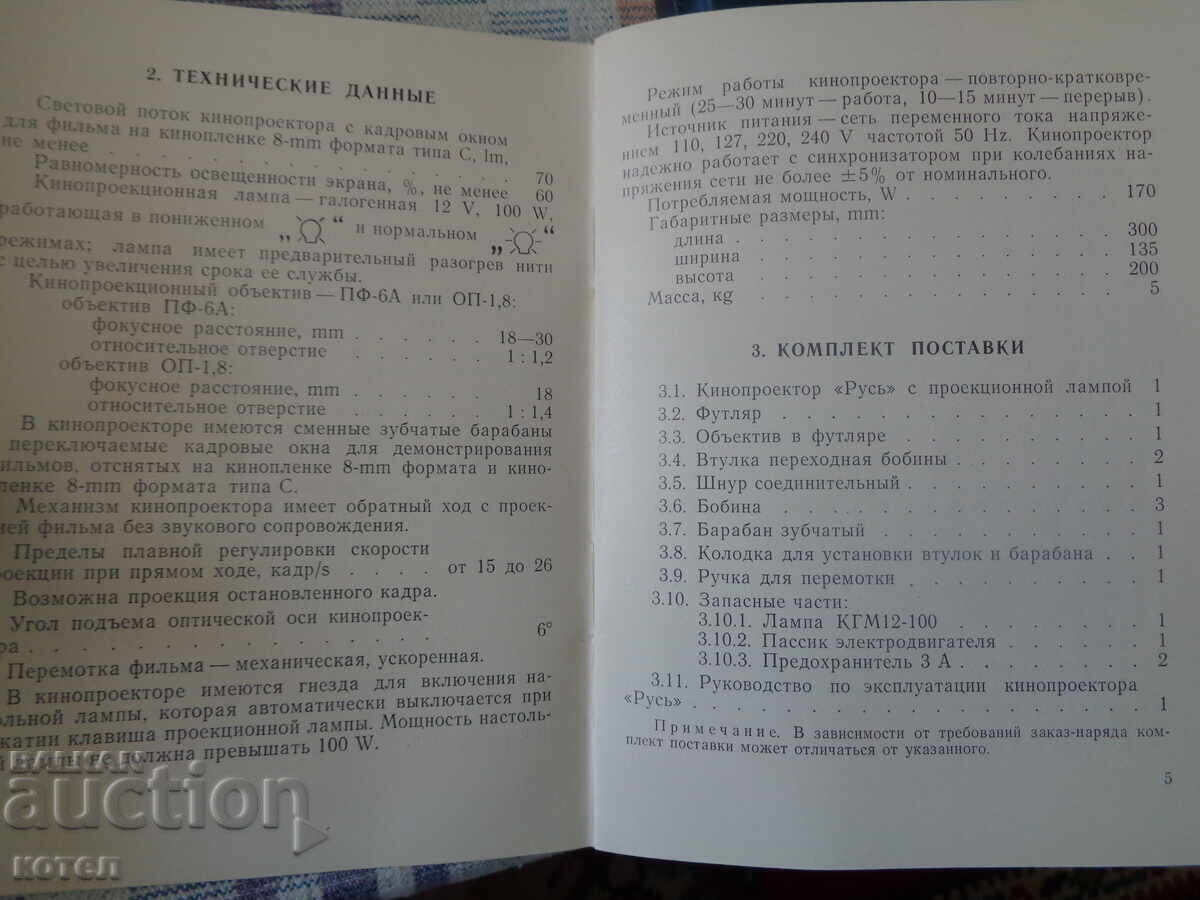 2. ТЕХНИЧЕСКИЕ ДАННЫЕ
Световой поток кинопроектора с кадровым окном
для фильма на кинопленке 8-mm формата типа С, lm,
не менее . . . . . . . . . . . . 70
Равномерность освещенности экрана, %, не менее 60
Кинопроекционная лампа — галогенная 12 V, 100 W,
работающая в пониженном „ “ и нормальном „ “
режимах; лампа имеет предварительный разогрев нити
с целью увеличения срока ее службы.
Кинопроекционный объектив — ПФ-6А или ОП-1,8:
объектив ПФ-6А:
фокусное расстояние, mm . . . . . 18—30
относительное отверстие . . . . . 1 : 1,2
объектив ОП-1,8:
фокусное расстояние, mm . . . . . 18
относительное отверстие . . . . . 1 : 1,4
В кинопроекторе имеются сменные зубчатые барабаны
переключаемые кадровые окна для демонстрирования
фильмов, отснятых на кинопленке 8-mm формата и кино-
пленке 8-mm формата типа С.
Механизм кинопроектора имеет обратный ход с проек-
цией фильма без звукового сопровождения.
Пределы плавной регулировки скорости
проекции при прямом ходе, кадр/s . . . . от 15 до 26
Возможна проекция остановленного кадра.
Угол подъема оптической оси кинопроек-
ра . . . . . . . . . . . . 6°
Перемотка фильма — механическая, ускоренная.
В кинопроекторе имеются гнезда для включения на-
ольной лампы, которая автоматически выключается при
жатии клавиша проекционной лампы. Мощность настоль-
й лампы не должна превышать 100 W.
Режим работы кинопроектора — повторно-кратковре-
менный (25—30 минут — работа, 10—15 минут — перерыв).
Источник питания — сеть переменного тока напряже-
нием 110, 127, 220, 240 V частотой 50 Hz. Кинопроектор
надежно работает с синхронизатором при колебаниях на-
пряжения сети не более ±5% от номинального.
Потребляемая мощность, W . . . . . . . 170
Габаритные размеры, mm:
длина . . . . . . . . . . . . 300
ширина . . . . . . . . . . . . 135
высота . . . . . . . . . . . . 200
Масса, kg . . . . . . . . . . . . 5
3. КОМПЛЕКТ ПОСТАВКИ
3.1. Кинопроектор «Русь» с проекционной лампой 1
3.2. Футляр . . . . . . . . . . . . 1
3.3. Объектив в футляре . . . . . . . . 1
3.4. Втулка переходная бобины . . . . . . 2
3.5. Шнур соединительный . . . . . . . . 1
3.6. Бобина . . . . . . . . . . . . 3
3.7. Барабан зубчатый . . . . . . . . 1
3.8. Колодка для установки втулок и барабана . . 1
3.9. Ручка для перемотки . . . . . . . . 1
3.10. Запасные части:
3.10.1. Лампа КГМ12-100 . . . . . . 1
3.10.2. Пассик электродвигателя . . . . . 1
3.10.3. Предохранитель 3 А . . . . . . 2
3.11. Руководство по эксплуатации кинопроектора
«Русь» . . . . . . . . . . . . 1
Примечание. В зависимости от требований заказ-наряда ком-
плект поставки может отличаться от указанного.
5
БАЛКАН
auction
котел